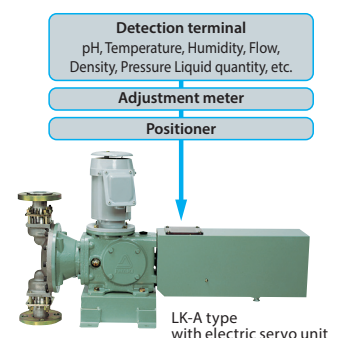 Detection terminal
pH, Temperature, Humidity, Flow,
Density, Pressure Liquid quantity, etc.
Adjustment meter
Positioner
LK-A type
with electric servo unit